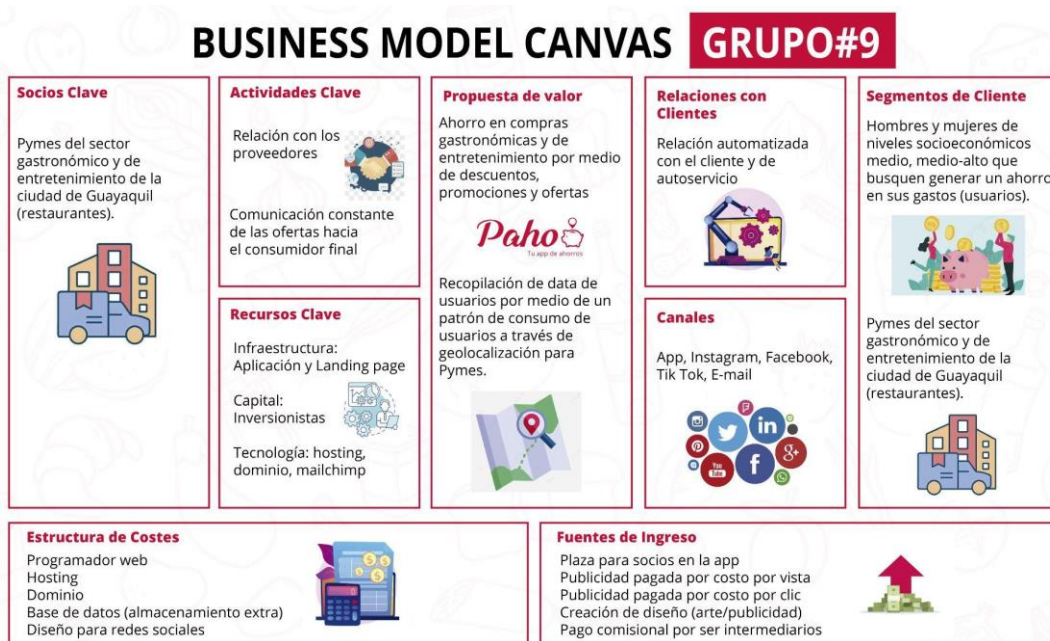 BUSINESS MODEL CANVAS GRUPO#9
Socios Clave
Pymes del sector
gastronómico y de
entretenimiento de la
ciudad de Guayaquil
(restaurantes).
Actividades Clave
Relación con los
proveedores
Comunicación constante
de las ofertas hacia
el consumidor final
Recursos Clave
Infraestructura:
Aplicación y Landing page
Capital:
Inversionistas
Tecnología: hosting,
dominio, mailchimp
Propuesta de valor
Ahorro en compras
gastronómicas y de
entretenimiento por medio
de descuentos,
promociones y ofertas
Paho
Tu app de ahorros
Recopilación de data de
usuarios por medio de un
patrón de consumo de
usuarios a través de
geolocalización para
Pymes.
Relaciones con
Clientes
Relación automatizada
con el cliente y de
autoservicio
Canales
App, Instagram, Facebook,
Tik Tok, E-mail
in
f
g+
You
Tube
Segmentos de Cliente
Hombres y mujeres de
niveles socioeconómicos
medio, medio-alto que
busquen generar un ahorro
en sus gastos (usuarios).
Pymes del sector
gastronómico y de
entretenimiento de la
ciudad de Guayaquil
(restaurantes).
Estructura de Costes
Programador web
Hosting
Dominio
Base de datos (almacenamiento extra)
Diseño para redes sociales
Fuentes de Ingreso
Plaza para socios en la app
Publicidad pagada por costo por vista
Publicidad pagada por costo por clic
Creación de diseño (arte/publicidad)
Pago comisional por ser intermediarios